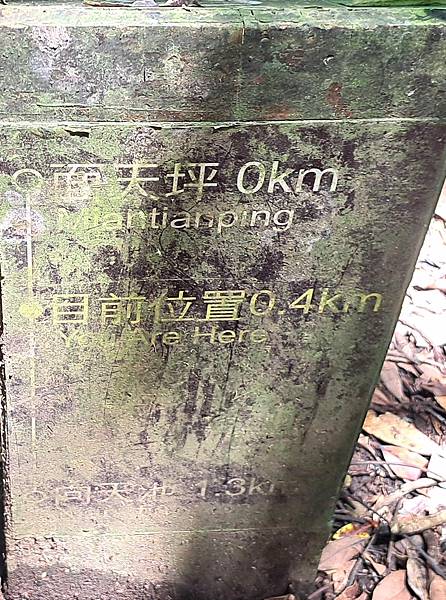 面天坪 0km
Miantianping
目前位置0.4km
You Are Here
向天池 1.3km